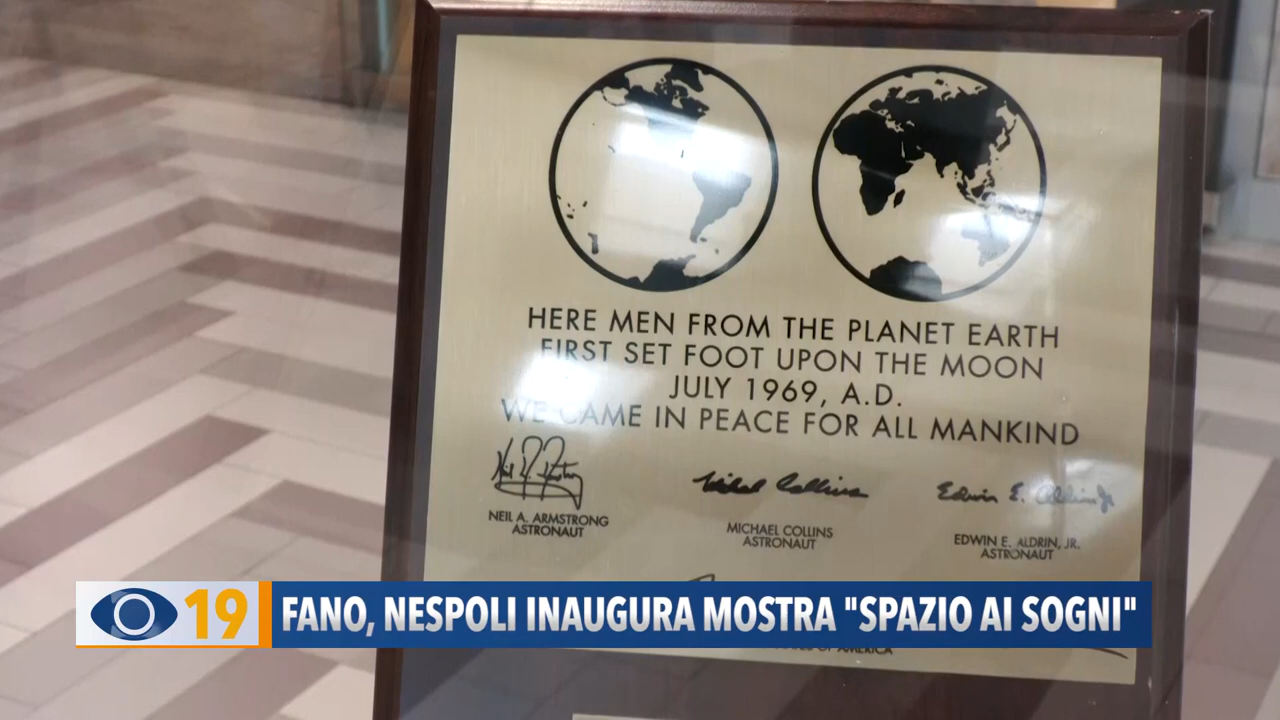 HERE MEN FROM THE PLANET EARTH
FIRST SET FOOT UPON THE MOON
JULY 1969, A.D.
WE CAME IN PEACE FOR ALL MANKIND
NEIL A. ARMSTRONG
ASTRONAUT
MICHAEL COLLINS
ASTRONAUT
EDWIN E. ALDRIN, JR.
ASTRONAUT
19
FANO, NESPOLI INAUGURA MOSTRA "SPAZIO AI SOGNI"
OF AMERICA